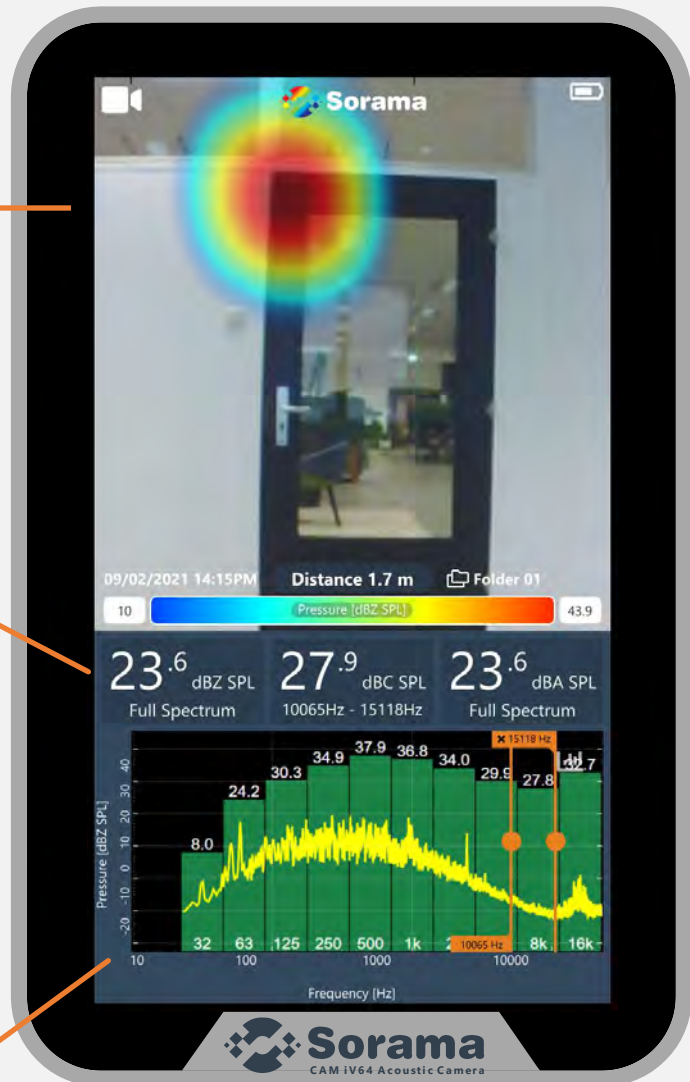 Sorama
09/02/2021 14:15PM Distance 1.7 m Folder 01
10 Pressure [dBZ SPL] 43.9
23.6 dBZ SPL 27.9 dBC SPL 23.6 dBA SPL
Full Spectrum 10065Hz - 15118Hz Full Spectrum
15118 Hz
8.0 24.2 30.3 34.9 37.9 36.8 34.0 29.9 27.8
40
30
20
10
0
-10
-20
Pressure [dBZ SPL]
32 63 125 250 500 1k 10065 Hz 8k 16k
10 100 1000 10000
Frequency [Hz]
Sorama
CAM iV64 Acoustic Camera